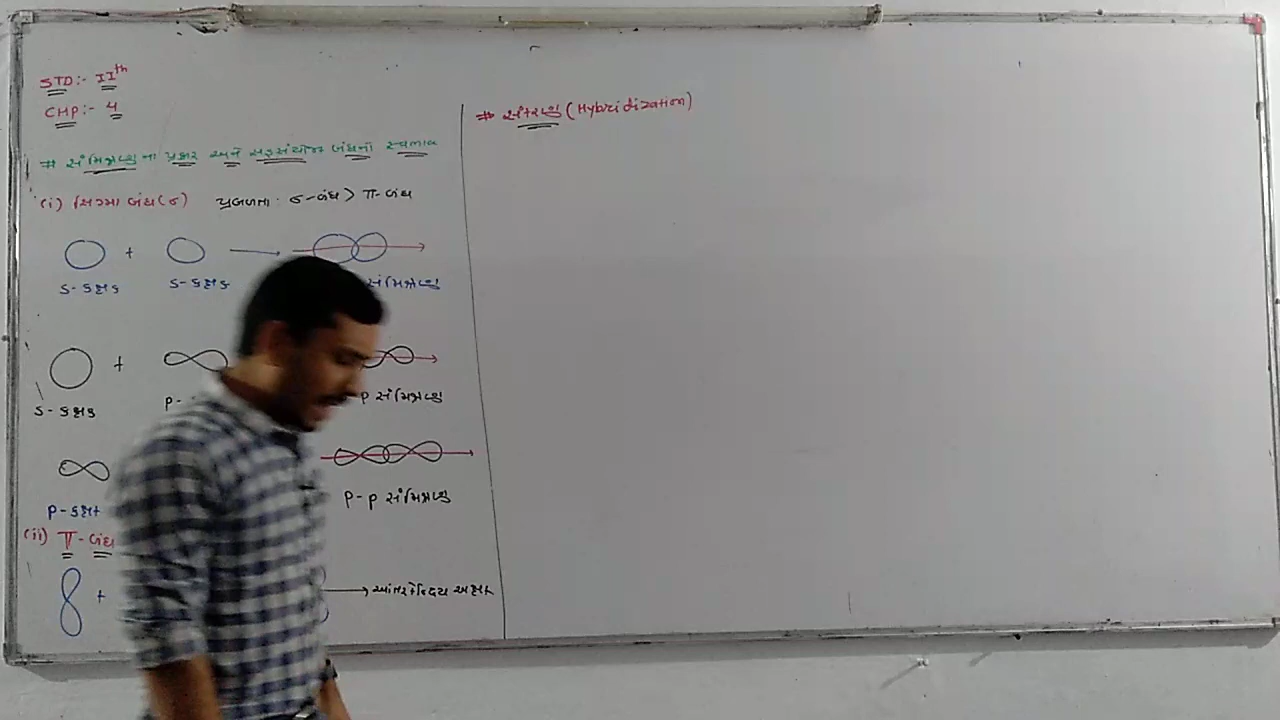 STD:- 11th
CHP:- 4
# સંમિશ્રણના પ્રકાર અને સહસંયોજક બંધનો સ્વભાવ
(i) સિગ્મા બંધ(σ) પ્રબળતા: σ-બંધ > π-બંધ
+
s-કક્ષક s-કક્ષક સંમિશ્રણ
+
s-કક્ષક p- p સંમિશ્રણ
p-કક્ષક p-p સંમિશ્રણ
(ii) π-બંધ
+ આંતરકેન્દ્રિય અક્ષ
# સંકરણ (Hybridization)